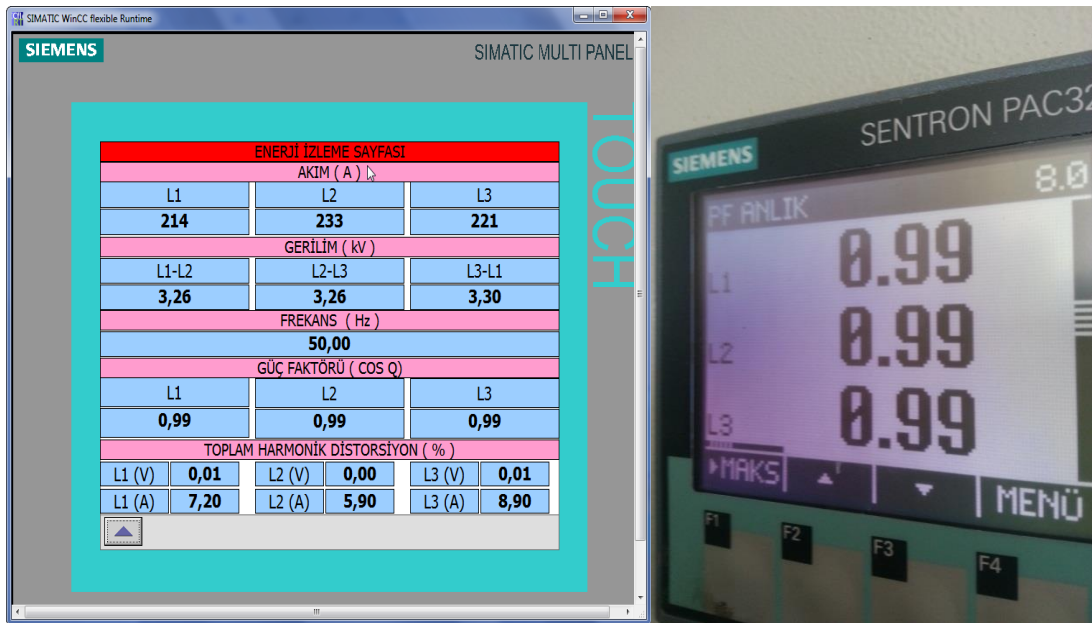 SIMATIC WinCC flexible Runtime
SIEMENS
SIMATIC MULTI PANEL
TOUCH
ENERJİ İZLEME SAYFASI
AKIM ( A )
L1 L2 L3
214 233 221
GERİLİM ( kV )
L1-L2 L2-L3 L3-L1
3,26 3,26 3,30
FREKANS ( Hz )
50,00
GÜÇ FAKTÖRÜ ( COS Q)
L1 L2 L3
0,99 0,99 0,99
TOPLAM HARMONİK DİSTORSİYON ( % )
L1 (V) 0,01 L2 (V) 0,00 L3 (V) 0,01
L1 (A) 7,20 L2 (A) 5,90 L3 (A) 8,90
SENTRON PAC32
SIEMENS
8.0
PF ANLIK
L1 0.99
L2 0.99
L3 0.99
MAKS MENÜ
F1 F2 F3 F4